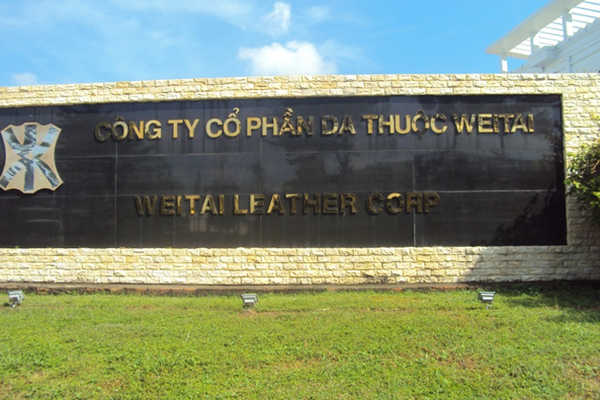 CÔNG TY CỔ PHẦN DA THUỘC WEITAI
WEITAI LEATHER CORP